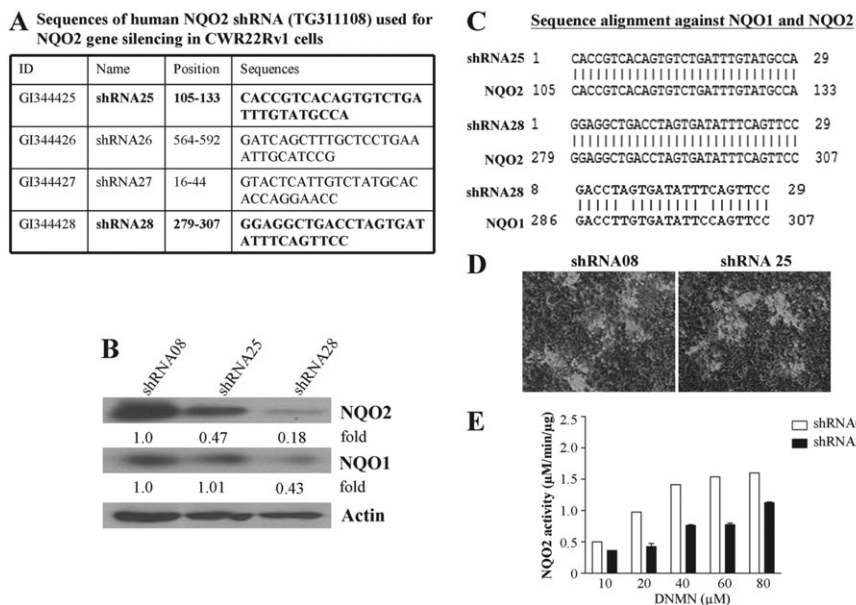 A Sequences of human NQO2 shRNA (TG311108) used for
NQO2 gene silencing in CWR22Rv1 cells
ID Name Position Sequences
GI344425 shRNA25 105-133 CACCGTCACAGTGTCTGA
TTTGTATGCCA
GI344426 shRNA26 564-592 GATCAGCTTTGCTCCTGAA
ATTGCATCCG
GI344427 shRNA27 16-44 GTACTCATTGTCTATGCAC
ACCAGGAACC
GI344428 shRNA28 279-307 GGAGGCTGACCTAGTGAT
ATTTCAGTTCC
B
shRNA08 shRNA25 shRNA28
NQO2
1.0 0.47 0.18 fold
NQO1
1.0 1.01 0.43 fold
Actin
C Sequence alignment against NQO1 and NQO2
shRNA25 1 CACCGTCACAGTGTCTGATTTGTATGCCA 29
NQO2 105 CACCGTCACAGTGTCTGATTTGTATGCCA 133
shRNA28 1 GGAGGCTGACCTAGTGATATTTCAGTTCC 29
NQO2 279 GGAGGCTGACCTAGTGATATTTCAGTTCC 307
shRNA28 8 GACCTAGTGATATTTCAGTTCC 29
NQO1 286 GACCTTGTGATATTCCAGTTCC 307
D shRNA08 shRNA 25
E
NQO2 activity (µM/min/µg)
2.5
2.0
1.5
1.0
0.5
0
10 20 40 60 80
DNMN (µM)
shRNA
shRNA